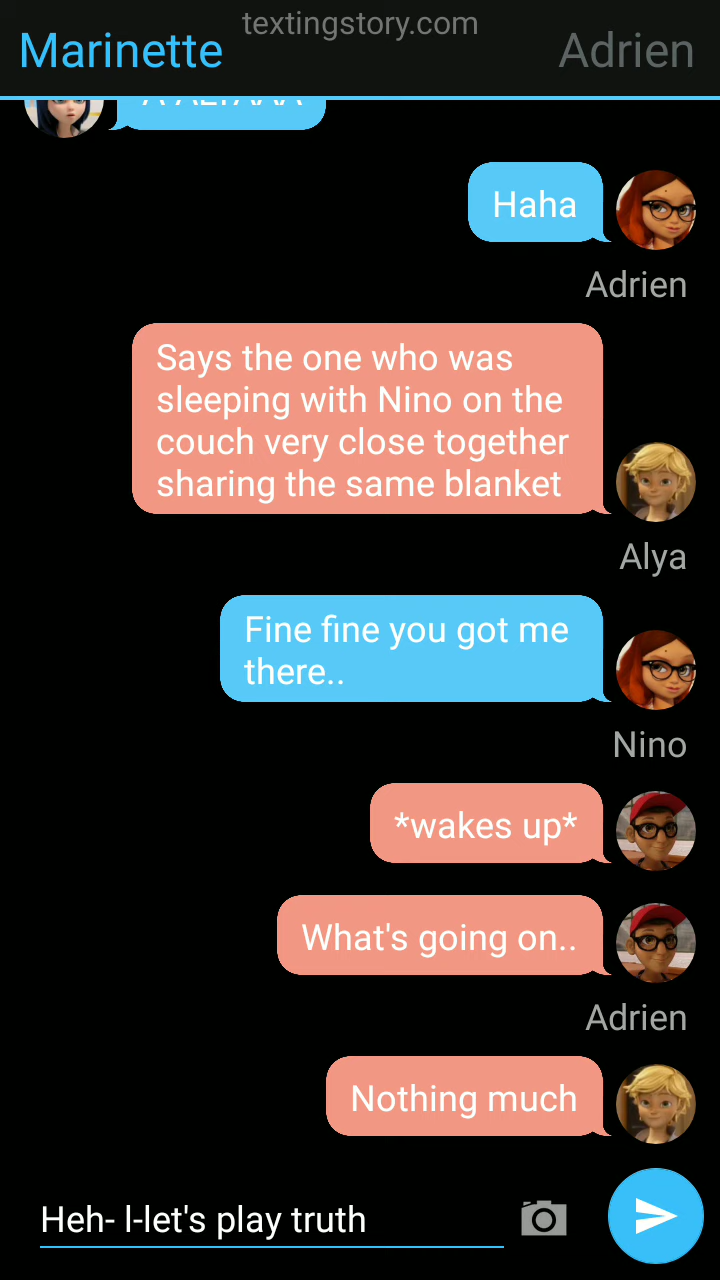 textingstory.com
Marinette
Adrien
Haha
Adrien
Says the one who was
sleeping with Nino on the
couch very close together
sharing the same blanket
Alya
Fine fine you got me
there..
Nino
*wakes up*
What's going on..
Adrien
Nothing much
Heh- l-let's play truth